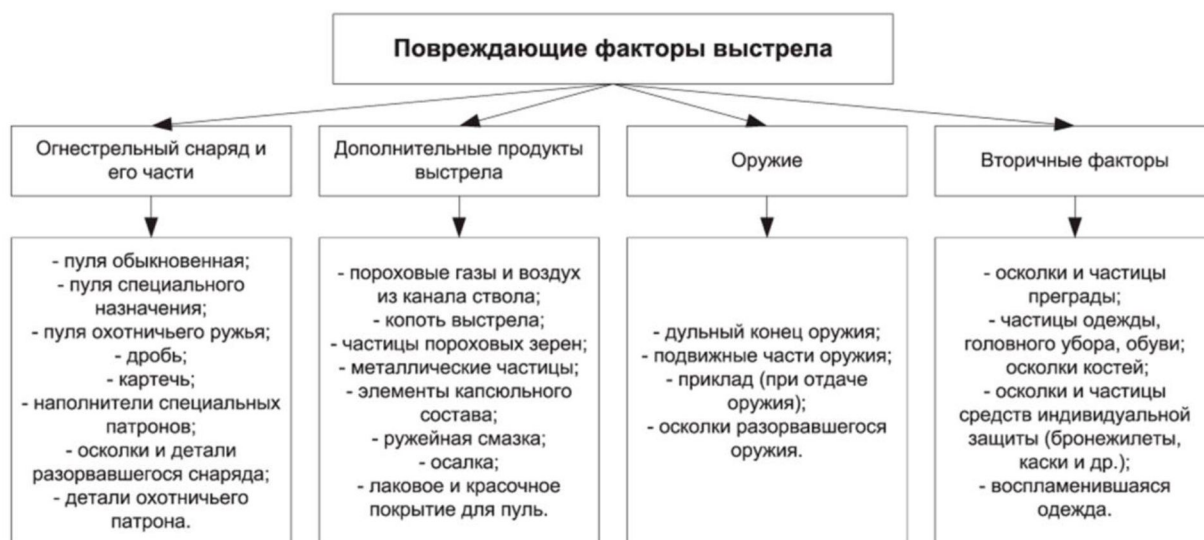 Повреждающие факторы выстрела
Огнестрельный снаряд и
его части
Дополнительные продукты
выстрела
Оружие
Вторичные факторы
- пуля обыкновенная;
- пуля специального
назначения;
- пуля охотничьего ружья;
- дробь;
- картечь;
- наполнители специальных
патронов;
- осколки и детали
разорвавшегося снаряда;
- детали охотничьего
патрона.
- пороховые газы и воздух
из канала ствола;
- копоть выстрела;
- частицы пороховых зерен;
- металлические частицы;
- элементы капсюльного
состава;
- ружейная смазка;
- осалка;
- лаковое и красочное
покрытие для пуль.
- дульный конец оружия;
- подвижные части оружия;
- приклад (при отдаче
оружия);
- осколки разорвавшегося
оружия.
- осколки и частицы
преграды;
- частицы одежды,
головного убора, обуви;
осколки костей;
- осколки и частицы
средств индивидуальной
защиты (бронежилеты,
каски и др.);
- воспламенившаяся
одежда.